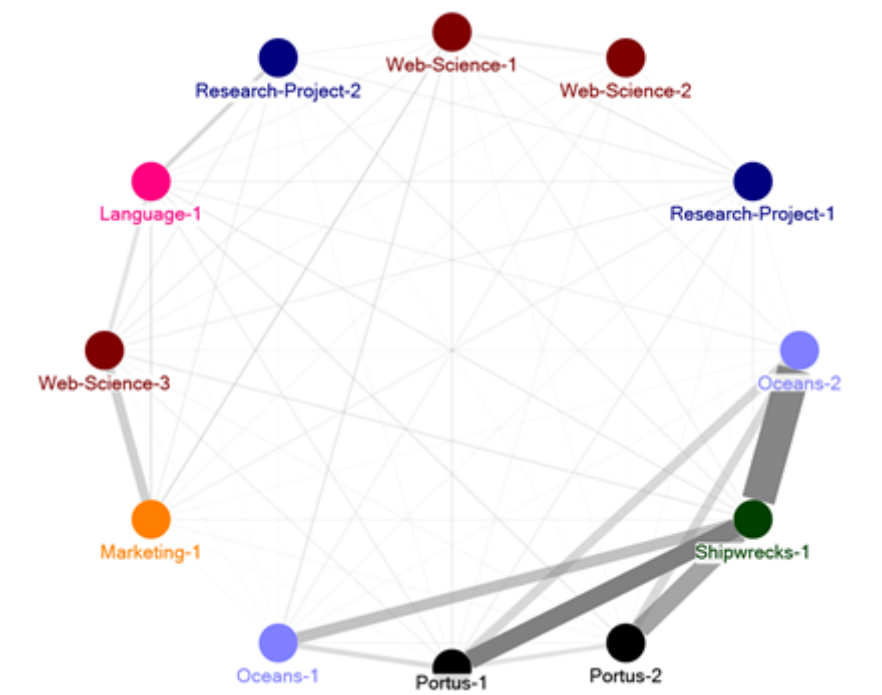 Web-Science-1
Research-Project-2
Web-Science-2
Language-1
Research-Project-1
Web-Science-3
Oceans-2
Marketing-1
Shipwrecks-1
Oceans-1
Portus-1
Portus-2